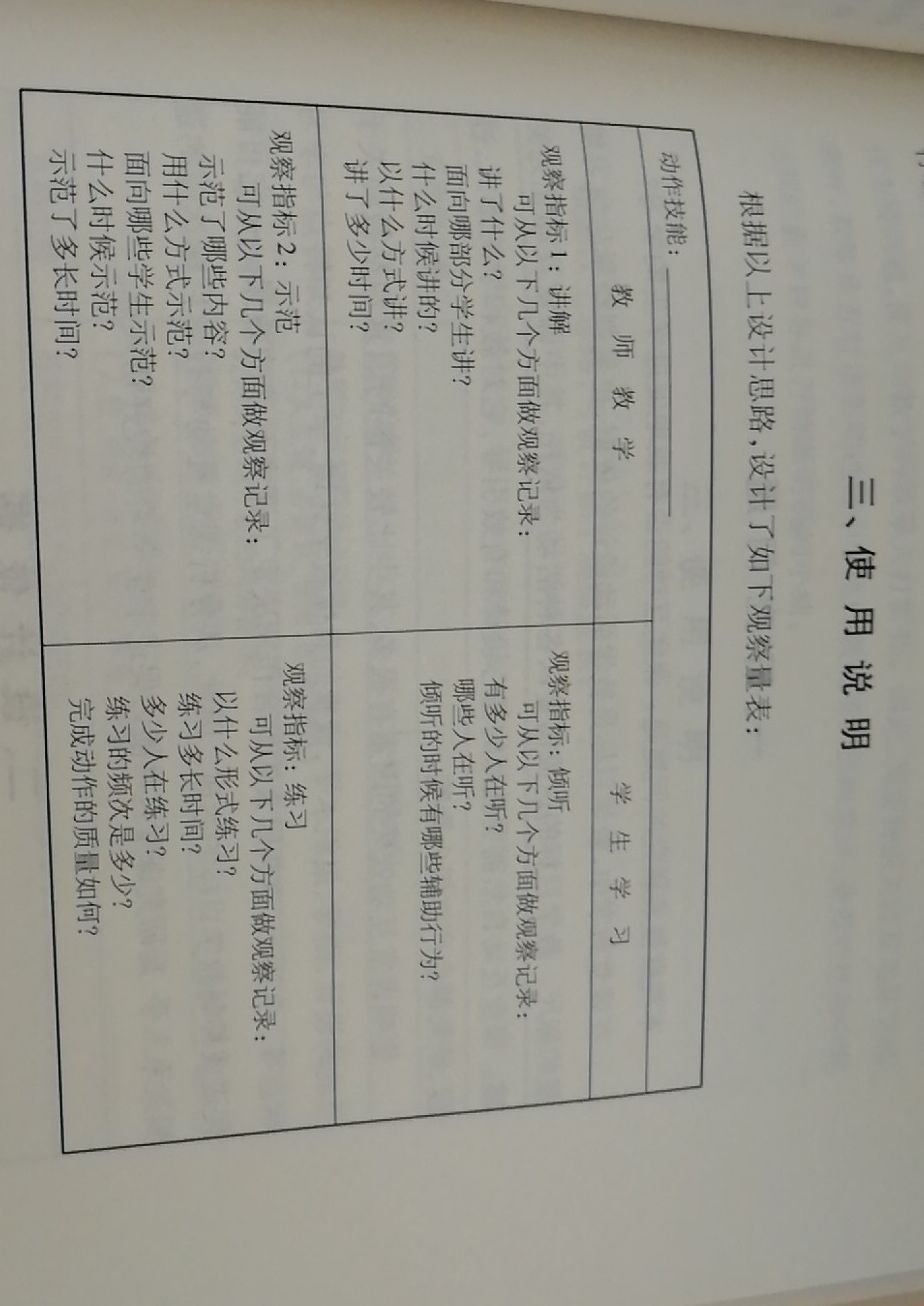 三、使用说明
根据以上设计思路,设计了如下观察量表:
动作技能:
教师教学
学生学习
观察指标1:讲解
可从以下几个方面做观察记录:
讲了什么?
面向哪部分学生讲?
什么时候讲的?
以什么方式讲?
讲了多少时间?
观察指标:倾听
可从以下几个方面做观察记录:
有多少人在听?
哪些人在听?
倾听的时候有哪些辅助行为?
观察指标2:示范
可从以下几个方面做观察记录:
示范了哪些内容?
用什么方式示范?
面向哪些学生示范?
什么时候示范?
示范了多长时间?
观察指标:练习
可从以下几个方面做观察记录:
以什么形式练习?
练习多长时间?
多少人在练习?
练习的频次是多少?
完成动作的质量如何?